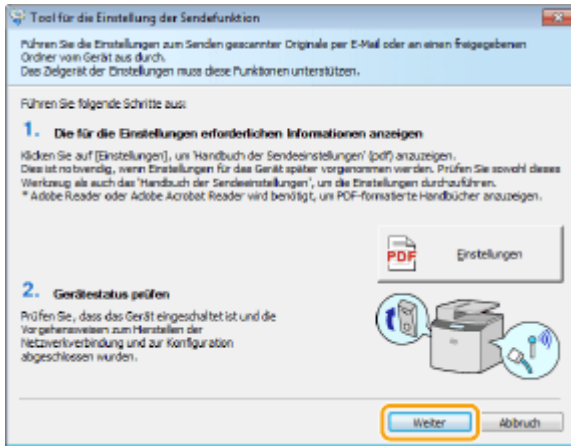 Tool für die Einstellung der Sendefunktion
Führen Sie die Einstellungen zum Senden gescannter Originale per E-Mail oder an einen freigegebenen
Ordner vom Gerät aus durch.
Das Zielgerät der Einstellungen muss diese Funktionen unterstützen.
Führen Sie folgende Schritte aus:
1. Die für die Einstellungen erforderlichen Informationen anzeigen
Klicken Sie auf [Einstellungen], um 'Handbuch der Sendeeinstellungen' (pdf) anzuzeigen.
Dies ist notwendig, wenn Einstellungen für das Gerät später vorgenommen werden. Prüfen Sie sowohl dieses
Werkzeug als auch das 'Handbuch der Sendeeinstellungen', um die Einstellungen durchzuführen.
* Adobe Reader oder Adobe Acrobat Reader wird benötigt, um PDF-formatierte Handbücher anzuzeigen.
PDF
Einstellungen
2. Gerätestatus prüfen
Prüfen Sie, dass das Gerät eingeschaltet ist und die
Vorgehensweisen zum Herstellen der
Netzwerkverbindung und zur Konfiguration
abgeschlossen wurden.
Weiter
Abbruch